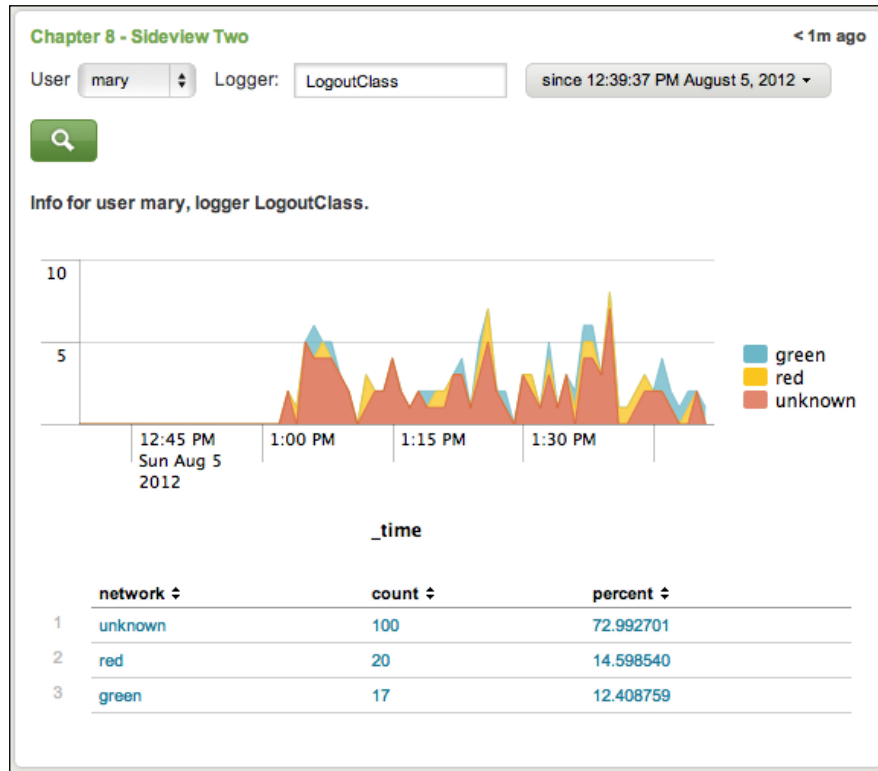 Chapter 8 - Sideview Two < 1m ago
User mary Logger: LogoutClass since 12:39:37 PM August 5, 2012
Info for user mary, logger LogoutClass.
10
5
green
red
unknown
12:45 PM 1:00 PM 1:15 PM 1:30 PM
Sun Aug 5
2012
_time
network count percent
1 unknown 100 72.992701
2 red 20 14.598540
3 green 17 12.408759